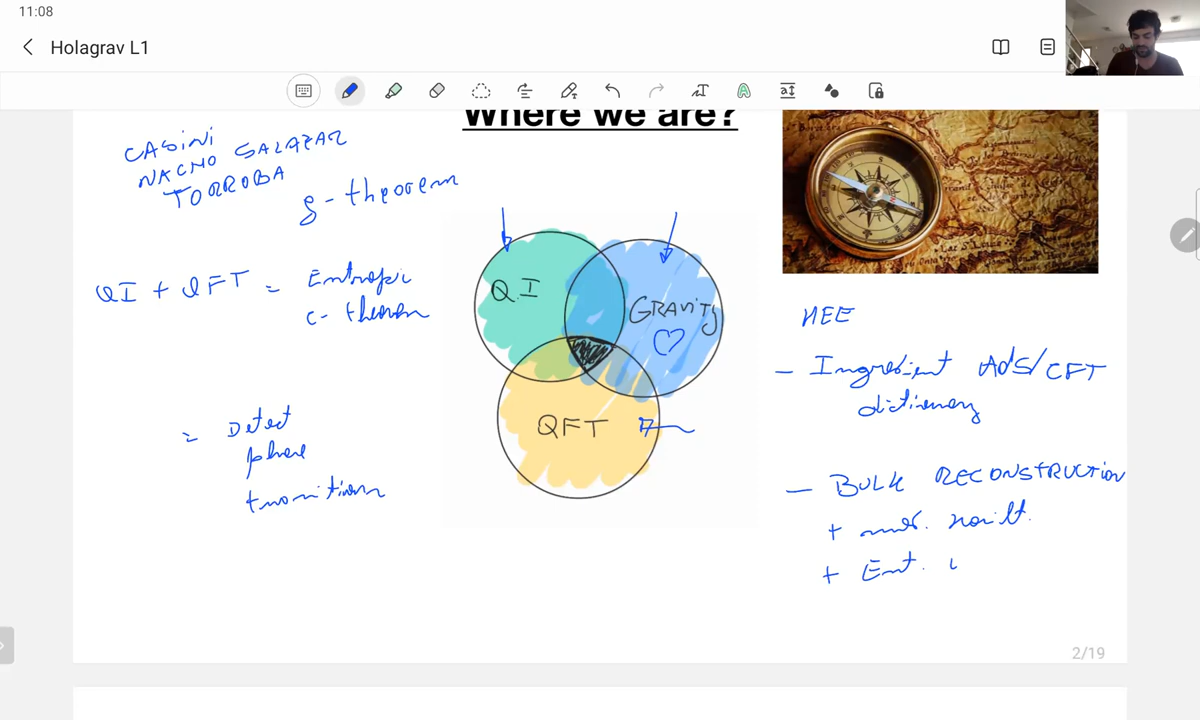 11:08
Holagrav L1
Where we are?
CASINI
NACHO SALAZAR
TORROBA
g-theorem
QI + QFT = Entropic
c-theorem
= Detect
phase
transitions
Q.I
GRAVITY
QFT
HEE
- Ingredient AdS/CFT
dictionary
- BULK RECONSTRUCTION
+
+ Ent.
2/19